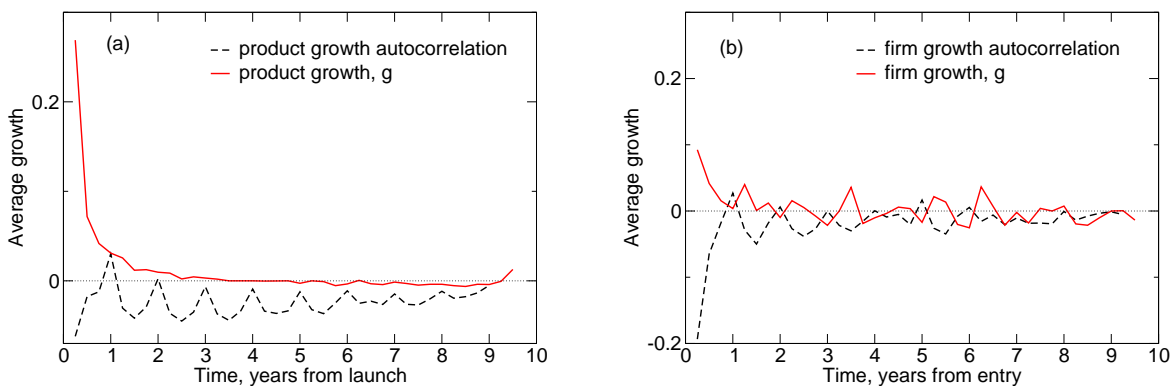 (a)
product growth autocorrelation
product growth, g
0.2
0
Average growth
0 1 2 3 4 5 6 7 8 9 10
Time, years from launch
(b)
firm growth autocorrelation
firm growth, g
0.2
0
-0.2
Average growth
0 1 2 3 4 5 6 7 8 9 10
Time, years from entry